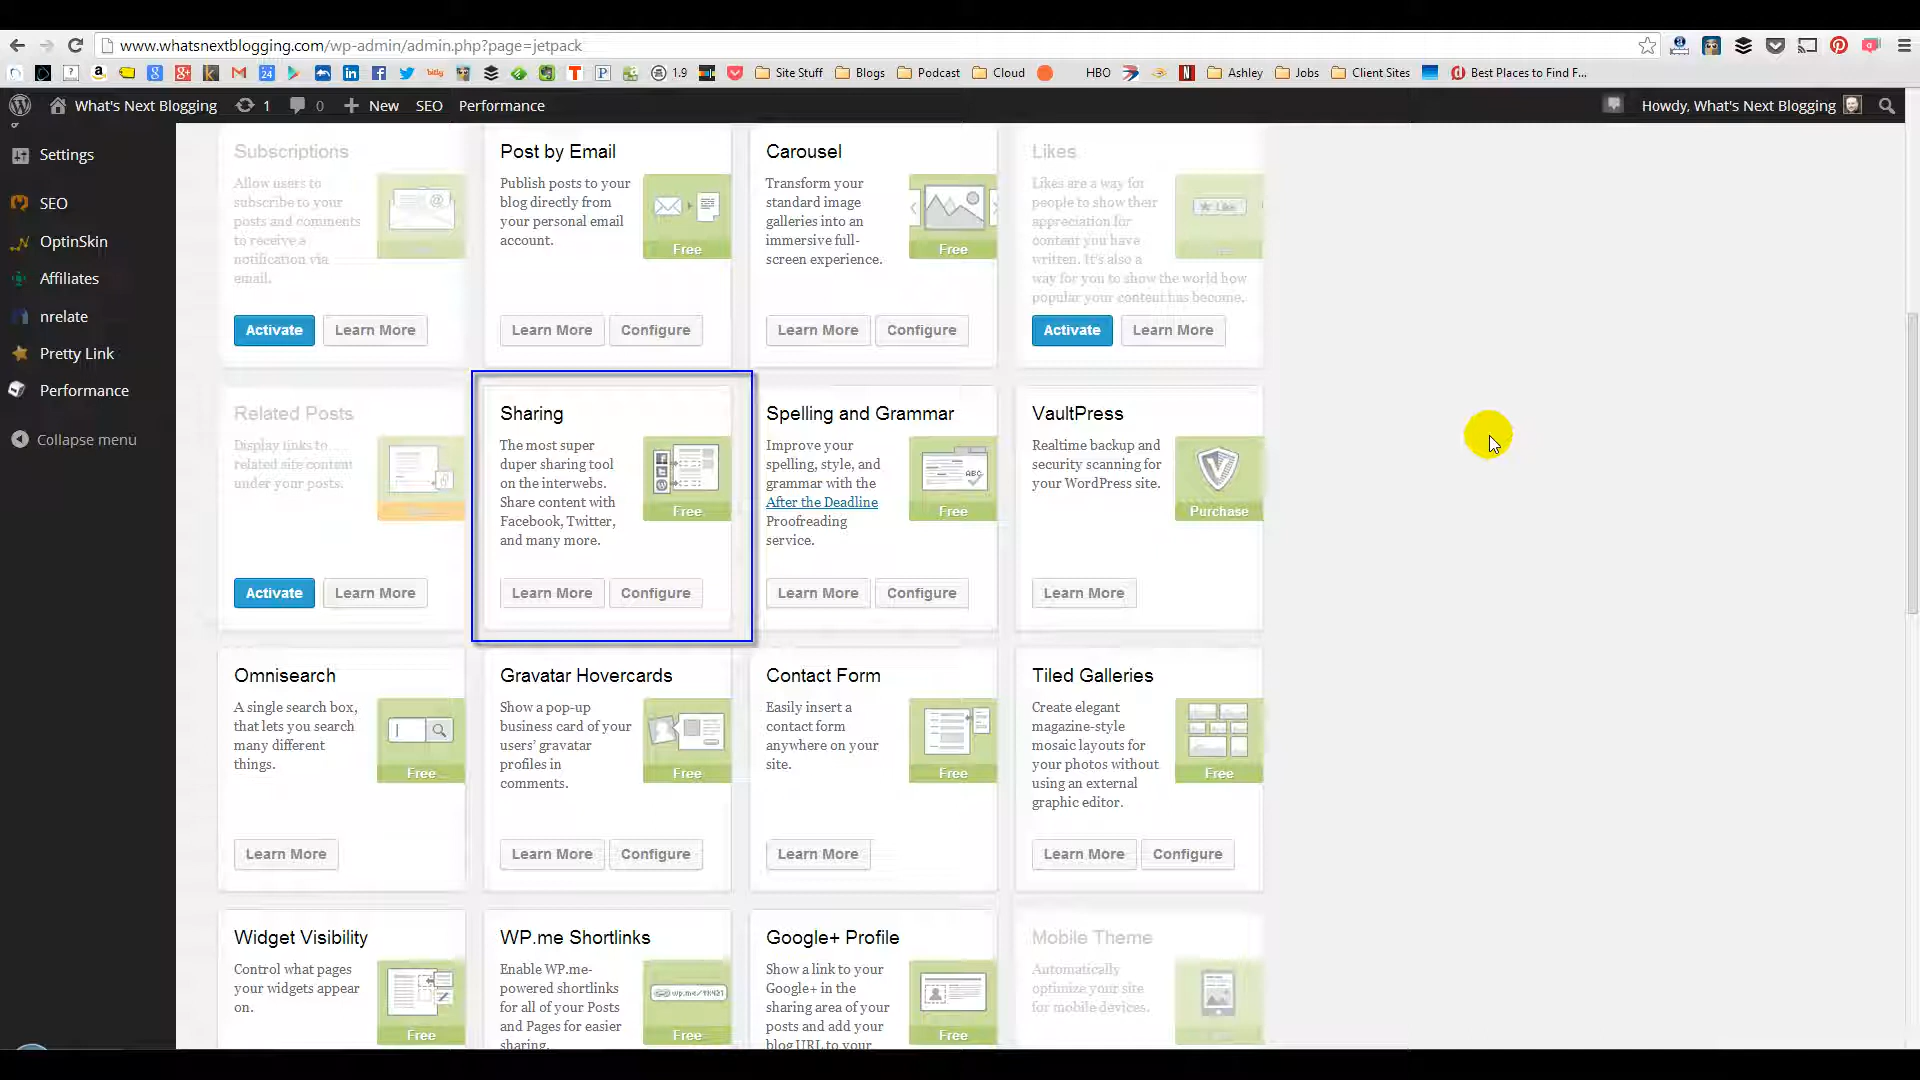 www.whatsnextblogging.com/wp-admin/admin.php?page=jetpack
bitly
1.9
Site Stuff
Blogs
Podcast
Cloud
HBO
Ashley
Jobs
Client Sites
Best Places to Find F...
What's Next Blogging
1
0
New
SEO
Performance
Howdy, What's Next Blogging
Settings
SEO
OptinSkin
Affiliates
nrelate
Pretty Link
Performance
Collapse menu
Subscriptions
Allow users to
subscribe to your
posts and comments
to receive a
notification via
email.
Activate
Learn More
Post by Email
Publish posts to your
blog directly from
your personal email
account.
Free
Learn More
Configure
Carousel
Transform your
standard image
galleries into an
immersive full-
screen experience.
Free
Learn More
Configure
Likes
Likes are a way for
people to show their
appreciation for
content you have
written. It's also a
way for you to show the world how
popular your content has become.
Like
Activate
Learn More
Related Posts
Display links to
related site content
under your posts.
Activate
Learn More
Sharing
The most super
duper sharing tool
on the interwebs.
Share content with
Facebook, Twitter,
and many more.
Free
Learn More
Configure
Spelling and Grammar
Improve your
spelling, style, and
grammar with the
After the Deadline
Proofreading
service.
ABC
Free
Learn More
Configure
VaultPress
Realtime backup and
security scanning for
your WordPress site.
Purchase
Learn More
Omnisearch
A single search box,
that lets you search
many different
things.
Free
Learn More
Gravatar Hovercards
Show a pop-up
business card of your
users' gravatar
profiles in
comments.
Free
Learn More
Configure
Contact Form
Easily insert a
contact form
anywhere on your
site.
Free
Learn More
Tiled Galleries
Create elegant
magazine-style
mosaic layouts for
your photos without
using an external
graphic editor.
Free
Learn More
Configure
Widget Visibility
Control what pages
your widgets appear
on.
Free
WP.me Shortlinks
Enable WP.me-
powered shortlinks
for all of your Posts
and Pages for easier
sharing.
Free
Google+ Profile
Show a link to your
Google+ in the
sharing area of your
posts and add your
blog URL to your
Free
Mobile Theme
Automatically
optimize your site
for mobile devices.